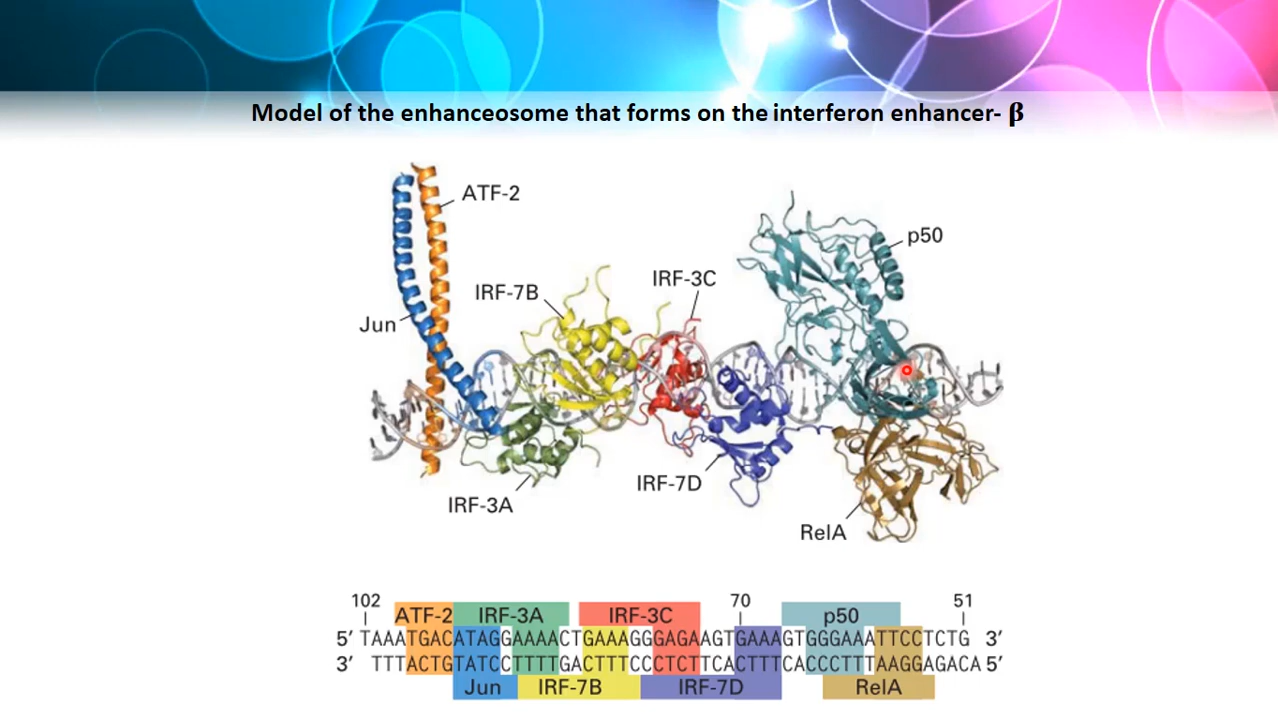 Model of the enhanceosome that forms on the interferon enhancer- β
ATF-2
p50
IRF-3C
IRF-7B
Jun
IRF-7D
IRF-3A
RelA
102 70 51
ATF-2 IRF-3A IRF-3C p50
5′ TAAATGACATAGGAAAACTGAAAGGGAGAAGTGAAAGTGGGAAATTCCTCTG 3′
3′ TTTACTGTATCCTTTTGACTTTCCCTCTTCACTTTCACCCTTTAAGGAGACA 5′
Jun IRF-7B IRF-7D RelA